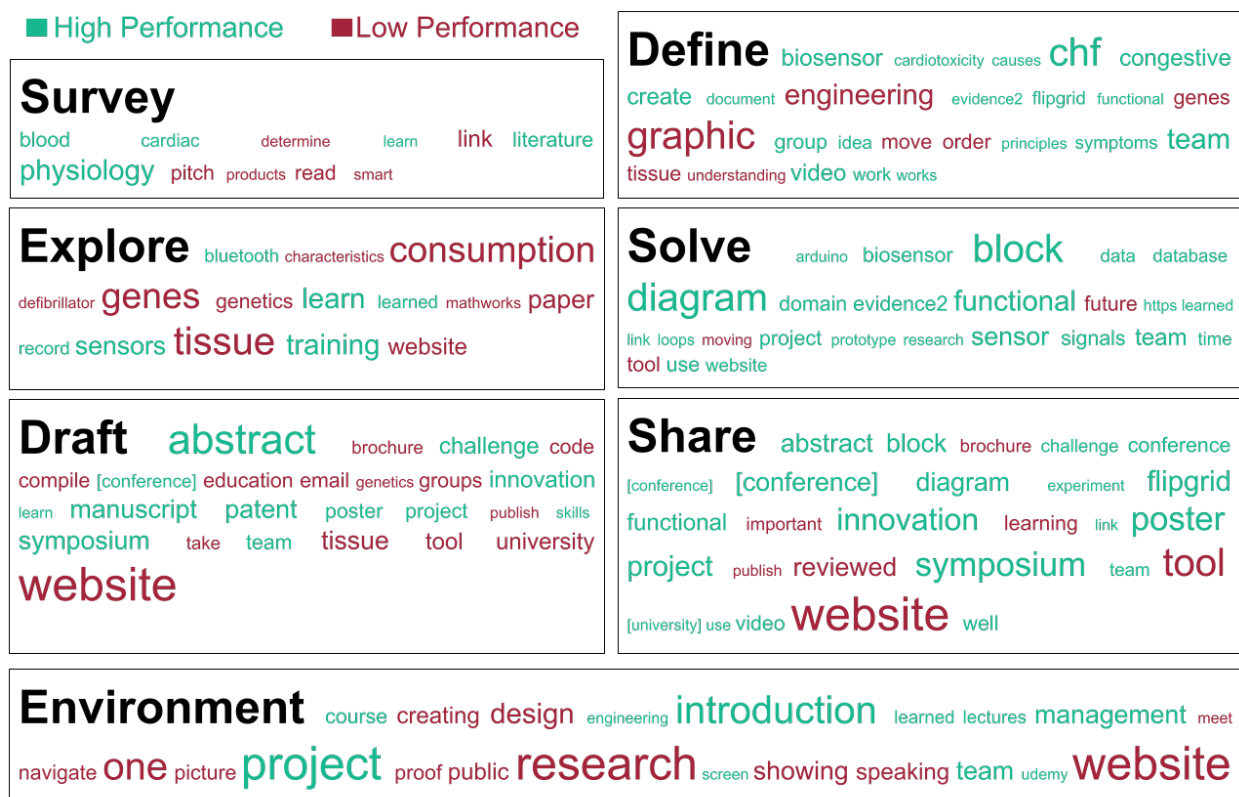 High Performance Low Performance
Survey
blood cardiac determine learn link literature
physiology pitch products read smart
Define biosensor cardiotoxicity causes chf congestive
create document engineering evidence2 flipgrid functional genes
graphic group idea move order principles symptoms team
tissue understanding video work works
Explore bluetooth characteristics consumption
defibrillator genes genetics learn learned mathworks paper
record sensors tissue training website
Solve arduino biosensor block data database
diagram domain evidence2 functional future https learned
link loops moving project prototype research sensor signals team time
tool use website
Draft abstract brochure challenge code
compile [conference] education email genetics groups innovation
learn manuscript patent poster project publish skills
symposium take team tissue tool university
website
Share abstract block brochure challenge conference
[conference] [conference] diagram experiment flipgrid
functional important innovation learning link poster
project publish reviewed symposium team tool
[university] use video website well
Environment course creating design engineering introduction learned lectures management meet
navigate one picture project proof public research screen showing speaking team udemy website